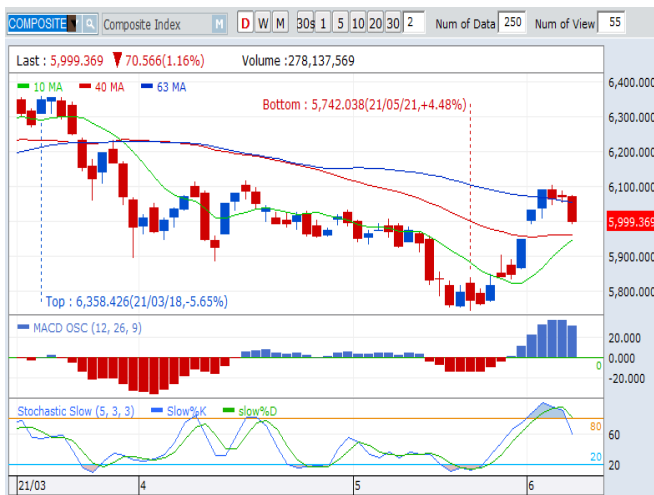 COMPOSITE Composite Index M D W M 30s 1 5 10 20 30 2 Num of Data 250 Num of View 55
Last : 5,999.369 ▼ 70.566(1.16%) Volume :278,137,569
10 MA 40 MA 63 MA
Bottom : 5,742.038(21/05/21,+4.48%)
Top : 6,358.426(21/03/18,-5.65%)
6,400.000
6,300.000
6,200.000
6,100.000
5,999.369
5,900.000
5,800.000
MACD OSC (12, 26, 9)
20.000
0.000
0
-20.000
Stochastic Slow (5, 3, 3) Slow%K slow%D
80
60
20
20
21/03 4 5 6